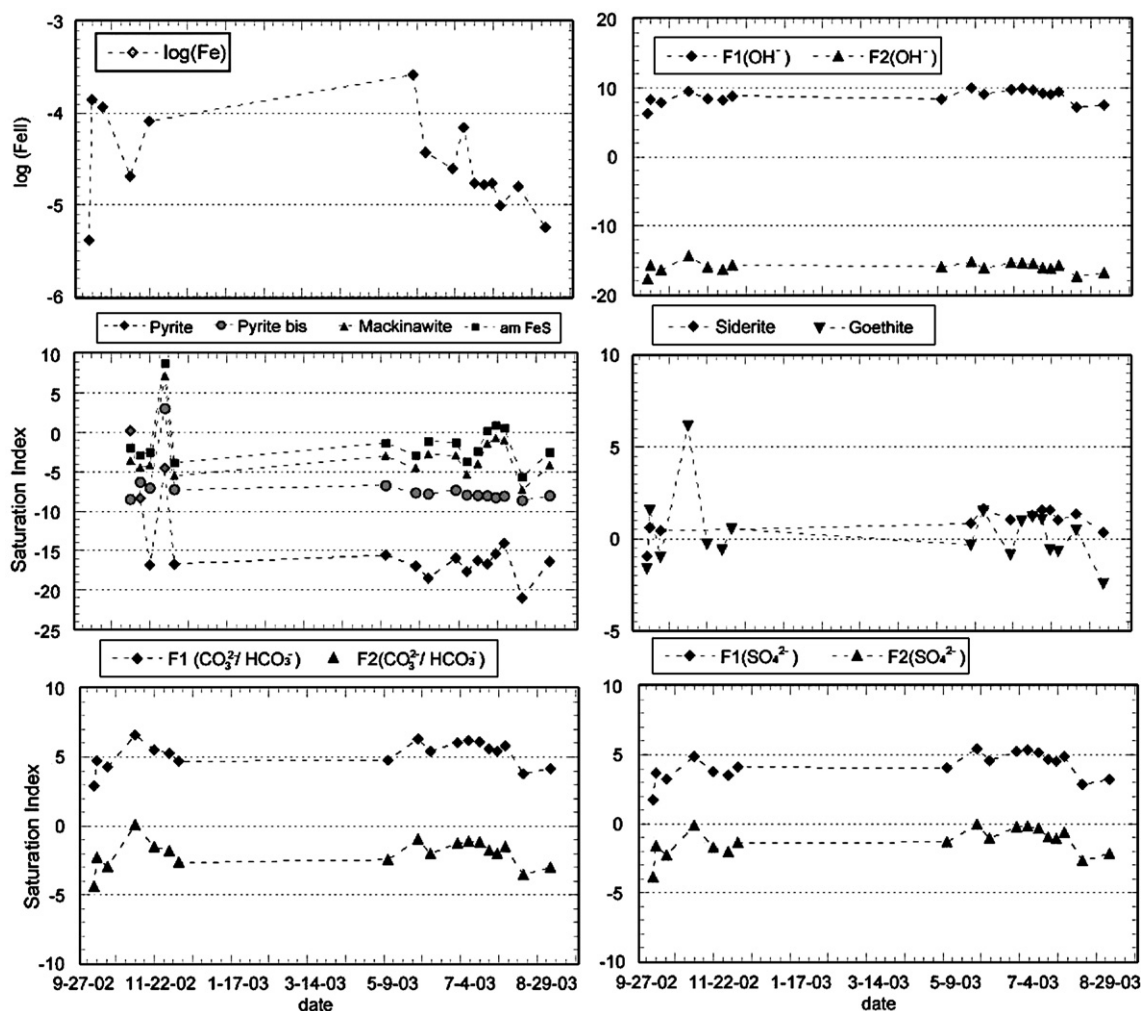 -3
-4
-5
-6
log (FeII)
log(Fe)
20
10
0
-10
-20
F1(OH⁻) F2(OH⁻)
Pyrite Pyrite bis Mackinawite am FeS
10
5
0
-5
-10
-15
-20
-25
Saturation Index
Siderite Goethite
10
5
0
-5
F1 (CO₃²⁻/ HCO₃⁻) F2(CO₃²⁻/ HCO₃⁻)
10
5
0
-5
-10
Saturation Index
9-27-02 11-22-02 1-17-03 3-14-03 5-9-03 7-4-03 8-29-03
date
F1(SO₄²⁻) F2(SO₄²⁻)
10
5
0
-5
-10
9-27-02 11-22-02 1-17-03 3-14-03 5-9-03 7-4-03 8-29-03
date